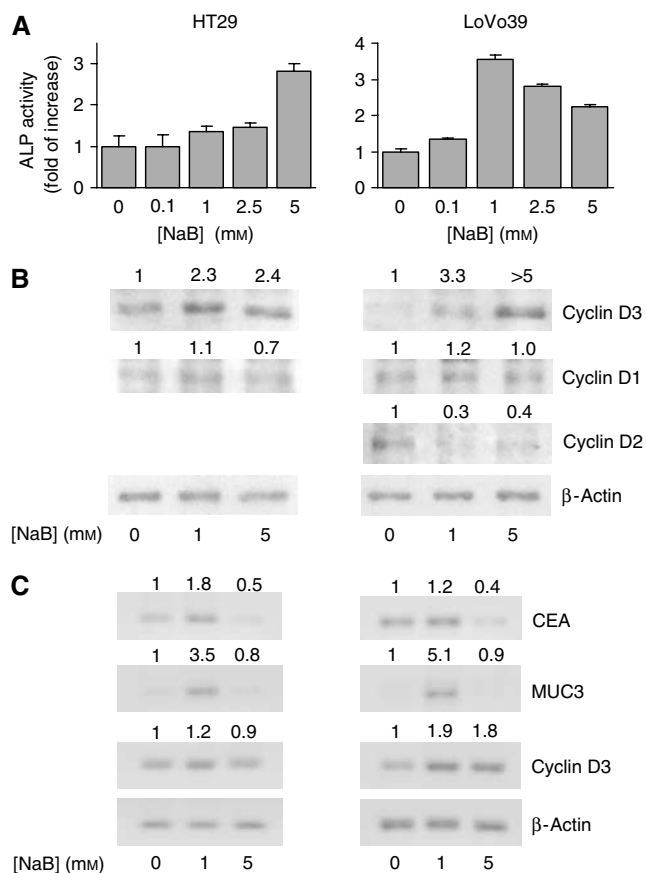 A
HT29
LoVo39
ALP activity
(fold of increase)
3
2
1
0
0 0.1 1 2.5 5
[NaB] (mM)
4
3
2
1
0
0 0.1 1 2.5 5
[NaB] (mM)
B
1 2.3 2.4
1 3.3 >5
Cyclin D3
1 1.1 0.7
1 1.2 1.0
Cyclin D1
1 0.3 0.4
Cyclin D2
β-Actin
[NaB] (mM) 0 1 5
0 1 5
C
1 1.8 0.5
1 1.2 0.4
CEA
1 3.5 0.8
1 5.1 0.9
MUC3
1 1.2 0.9
1 1.9 1.8
Cyclin D3
β-Actin
[NaB] (mM) 0 1 5
0 1 5